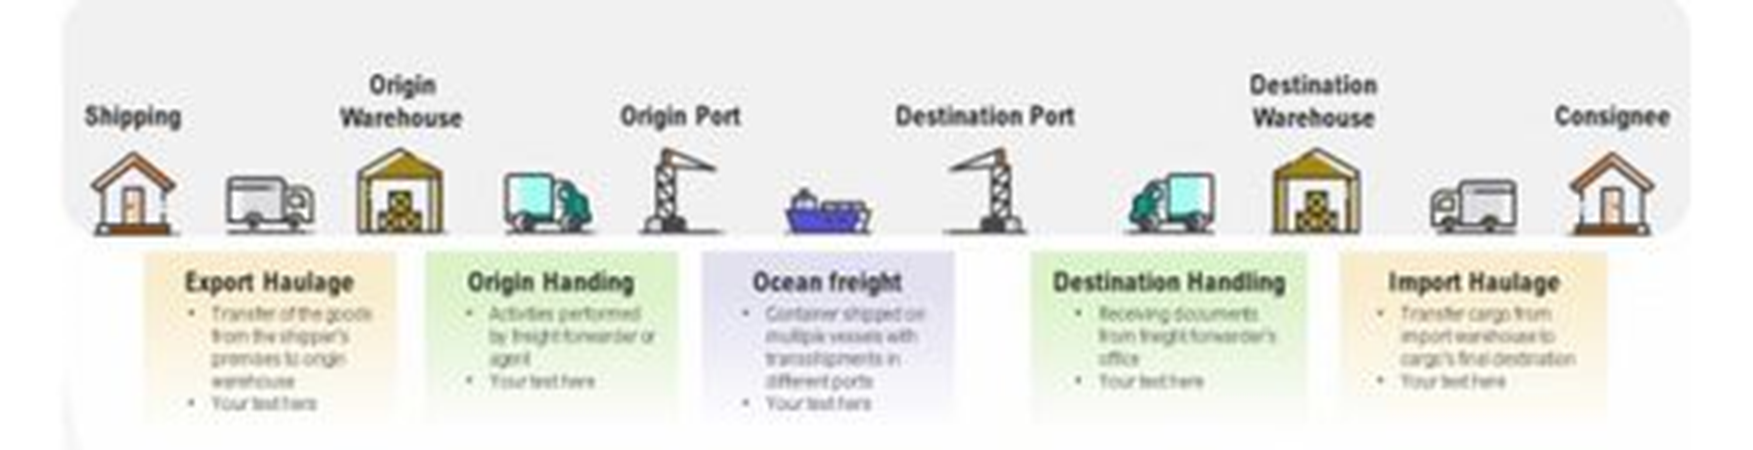 Origin
Destination
Shipping
Warehouse
Origin Port
Destination Port
Warehouse
Consignee
Export Haulage
• Transfer of the goods
from the shipper's
premises to origin
warehouse
• Your text here
Origin Handing
• Activities performed
by freight forwarder or
agent
• Your text here
Ocean freight
• Container shipped on
multiple vessels with
transshipments in
different ports
• Your text here
Destination Handling
• Receiving documents
from freight forwarder's
office
• Your text here
Import Haulage
• Transfer cargo from
import warehouse to
cargo's final destination
• Your text here